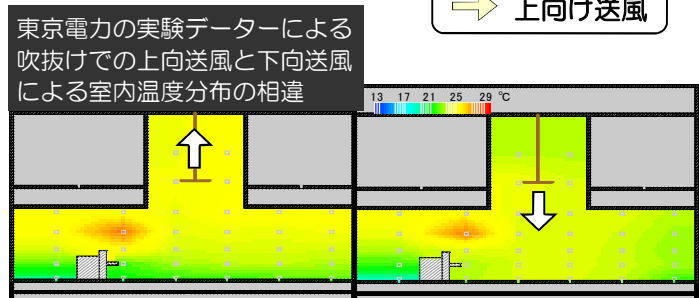 上向け送風
東京電力の実験データーによる
吹抜けでの上向送風と下向送風
による室内温度分布の相違
13 17 21 25 29 ℃